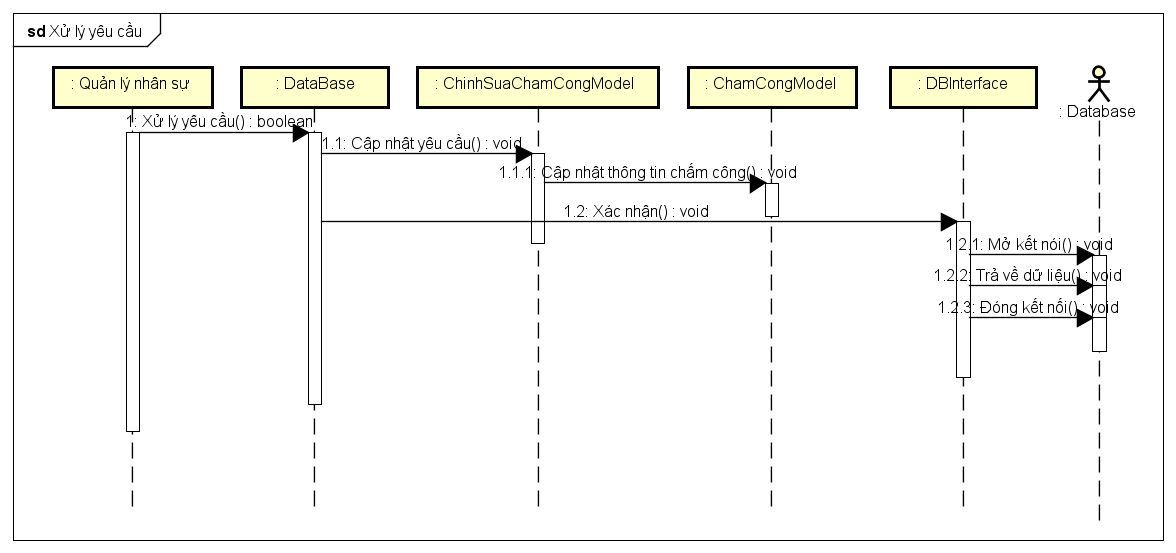 sd Xử lý yêu cầu
: Quản lý nhân sự
: DataBase
: ChinhSuaChamCongModel
: ChamCongModel
: DBInterface
: Database
1: Xử lý yêu cầu() : boolean
1.1: Cập nhật yêu cầu() : void
1.1.1: Cập nhật thông tin chấm công() : void
1.2: Xác nhận() : void
1.2.1: Mở kết nói() : void
1.2.2: Trả về dữ liệu() : void
1.2.3: Đóng kết nối() : void